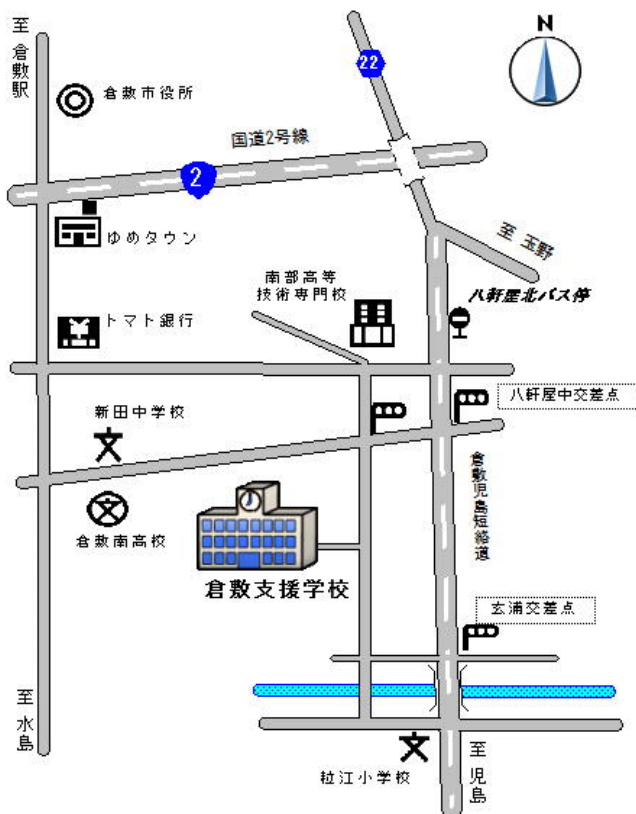 至 倉敷駅
倉敷市役所
22
N
国道2号線
2
至 玉野
ゆめタウン
南部高等
技術専門校
八軒屋北バス停
トマト銀行
八軒屋中交差点
新田中学校
倉敷南高校
倉敷児島短絡道
倉敷支援学校
玄浦交差点
至 水島
粒江小学校
至 児島